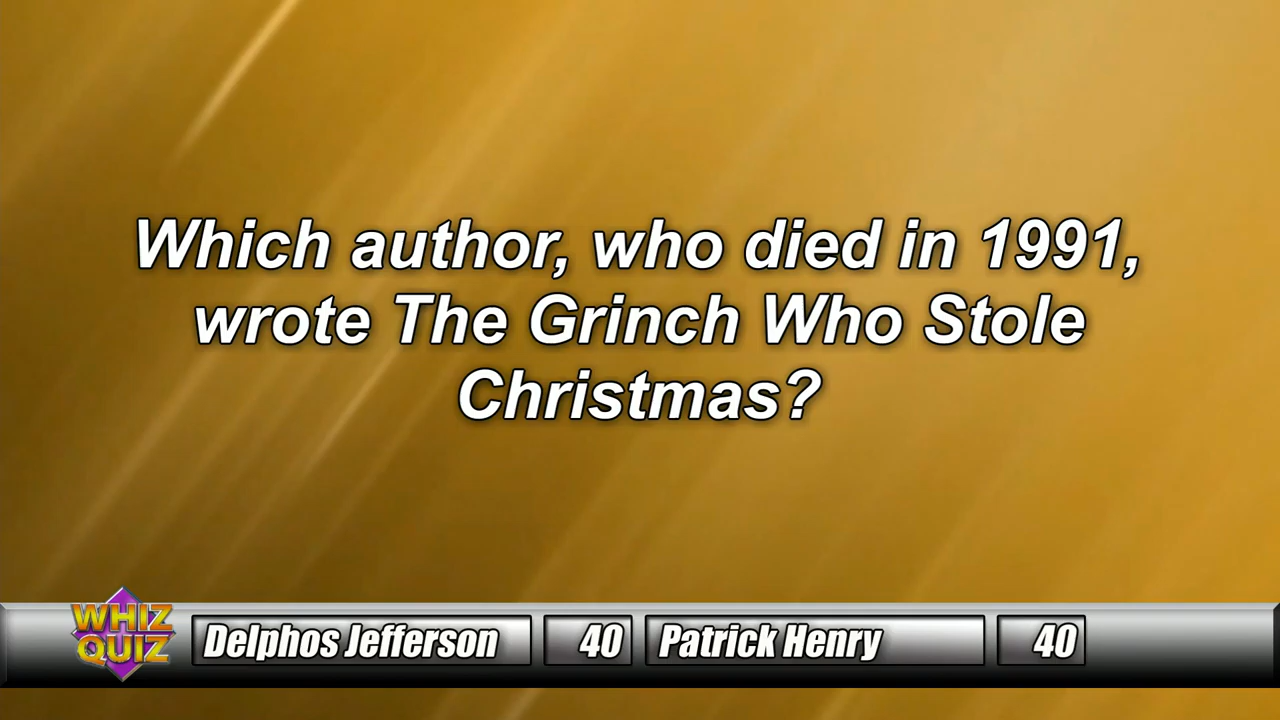 Which author, who died in 1991,
wrote The Grinch Who Stole
Christmas?
WHIZ
QUIZ
Delphos Jefferson 40 Patrick Henry 40